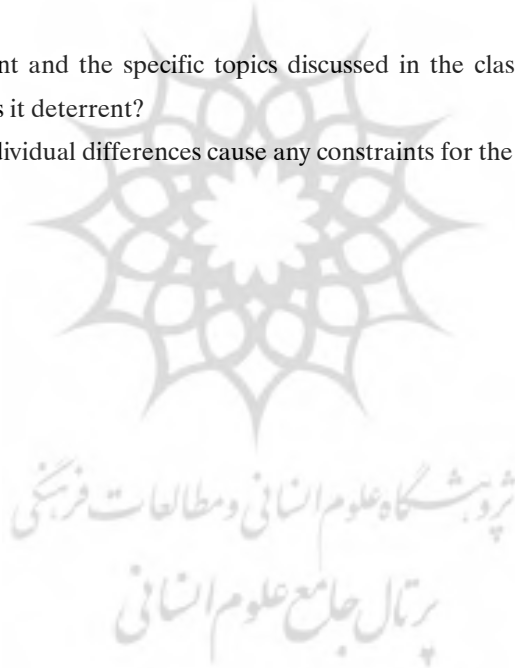 nt and the specific topics discussed in the clas
s it deterrent?
dividual differences cause any constraints for the
پژوهشگاه علوم انسانی و مطالعات فرهنگی
پرتال جامع علوم انسانی